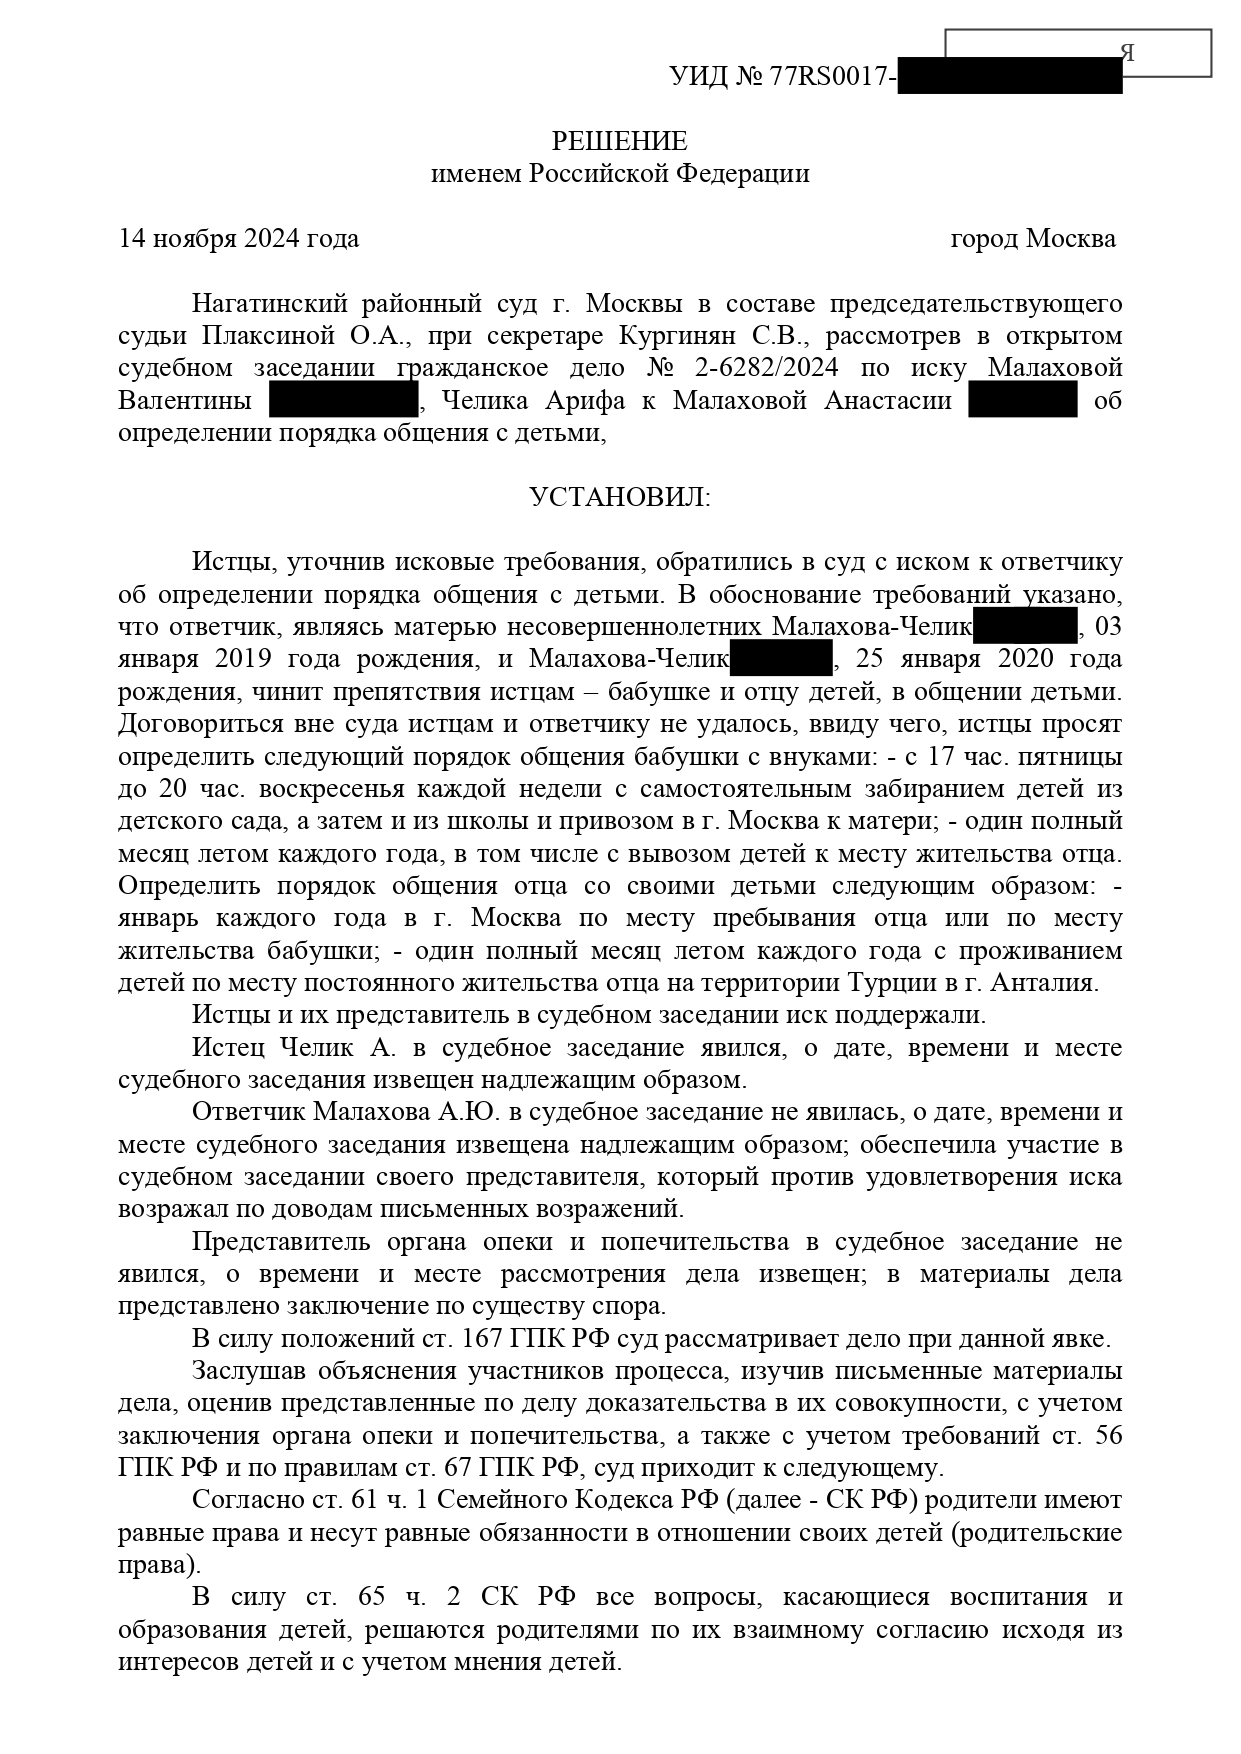 Я
УИД № 77RS0017-
РЕШЕНИЕ
именем Российской Федерации
14 ноября 2024 года город Москва
Нагатинский районный суд г. Москвы в составе председательствующего
судьи Плаксиной О.А., при секретаре Кургинян С.В., рассмотрев в открытом
судебном заседании гражданское дело № 2-6282/2024 по иску Малаховой
Валентины , Челика Арифа к Малаховой Анастасии об
определении порядка общения с детьми,
УСТАНОВИЛ:
Истцы, уточнив исковые требования, обратились в суд с иском к ответчику
об определении порядка общения с детьми. В обоснование требований указано,
что ответчик, являясь матерью несовершеннолетних Малахова-Челик , 03
января 2019 года рождения, и Малахова-Челик , 25 января 2020 года
рождения, чинит препятствия истцам – бабушке и отцу детей, в общении детьми.
Договориться вне суда истцам и ответчику не удалось, ввиду чего, истцы просят
определить следующий порядок общения бабушки с внуками: - с 17 час. пятницы
до 20 час. воскресенья каждой недели с самостоятельным забиранием детей из
детского сада, а затем и из школы и привозом в г. Москва к матери; - один полный
месяц летом каждого года, в том числе с вывозом детей к месту жительства отца.
Определить порядок общения отца со своими детьми следующим образом: -
январь каждого года в г. Москва по месту пребывания отца или по месту
жительства бабушки; - один полный месяц летом каждого года с проживанием
детей по месту постоянного жительства отца на территории Турции в г. Анталия.
Истцы и их представитель в судебном заседании иск поддержали.
Истец Челик А. в судебное заседание явился, о дате, времени и месте
судебного заседания извещен надлежащим образом.
Ответчик Малахова А.Ю. в судебное заседание не явилась, о дате, времени и
месте судебного заседания извещена надлежащим образом; обеспечила участие в
судебном заседании своего представителя, который против удовлетворения иска
возражал по доводам письменных возражений.
Представитель органа опеки и попечительства в судебное заседание не
явился, о времени и месте рассмотрения дела извещен; в материалы дела
представлено заключение по существу спора.
В силу положений ст. 167 ГПК РФ суд рассматривает дело при данной явке.
Заслушав объяснения участников процесса, изучив письменные материалы
дела, оценив представленные по делу доказательства в их совокупности, с учетом
заключения органа опеки и попечительства, а также с учетом требований ст. 56
ГПК РФ и по правилам ст. 67 ГПК РФ, суд приходит к следующему.
Согласно ст. 61 ч. 1 Семейного Кодекса РФ (далее - СК РФ) родители имеют
равные права и несут равные обязанности в отношении своих детей (родительские
права).
В силу ст. 65 ч. 2 СК РФ все вопросы, касающиеся воспитания и
образования детей, решаются родителями по их взаимному согласию исходя из
интересов детей и с учетом мнения детей.